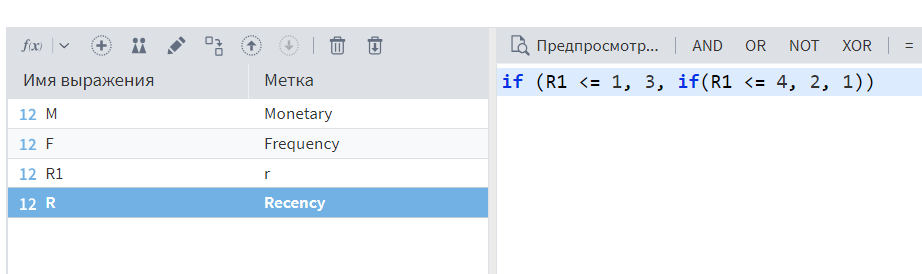 f(x) Предпросмотр... AND OR NOT XOR =
Имя выражения Метка
if (R1 <= 1, 3, if(R1 <= 4, 2, 1))
12 M Monetary
12 F Frequency
12 R1 r
12 R Recency